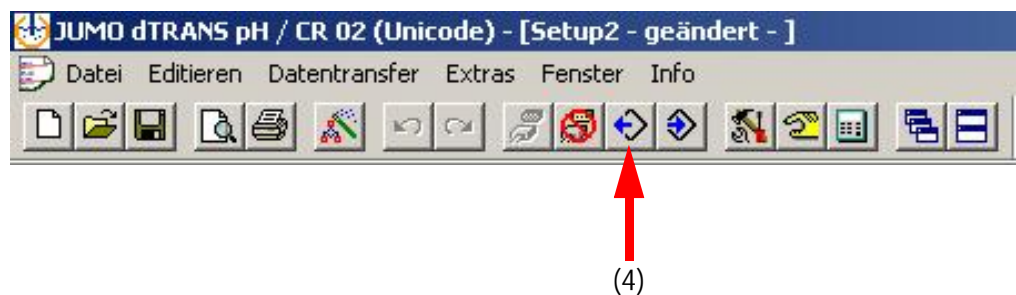 JUMO dTRANS pH / CR 02 (Unicode) - [Setup2 - geändert - ]
Datei Editieren Datentransfer Extras Fenster Info
(4)